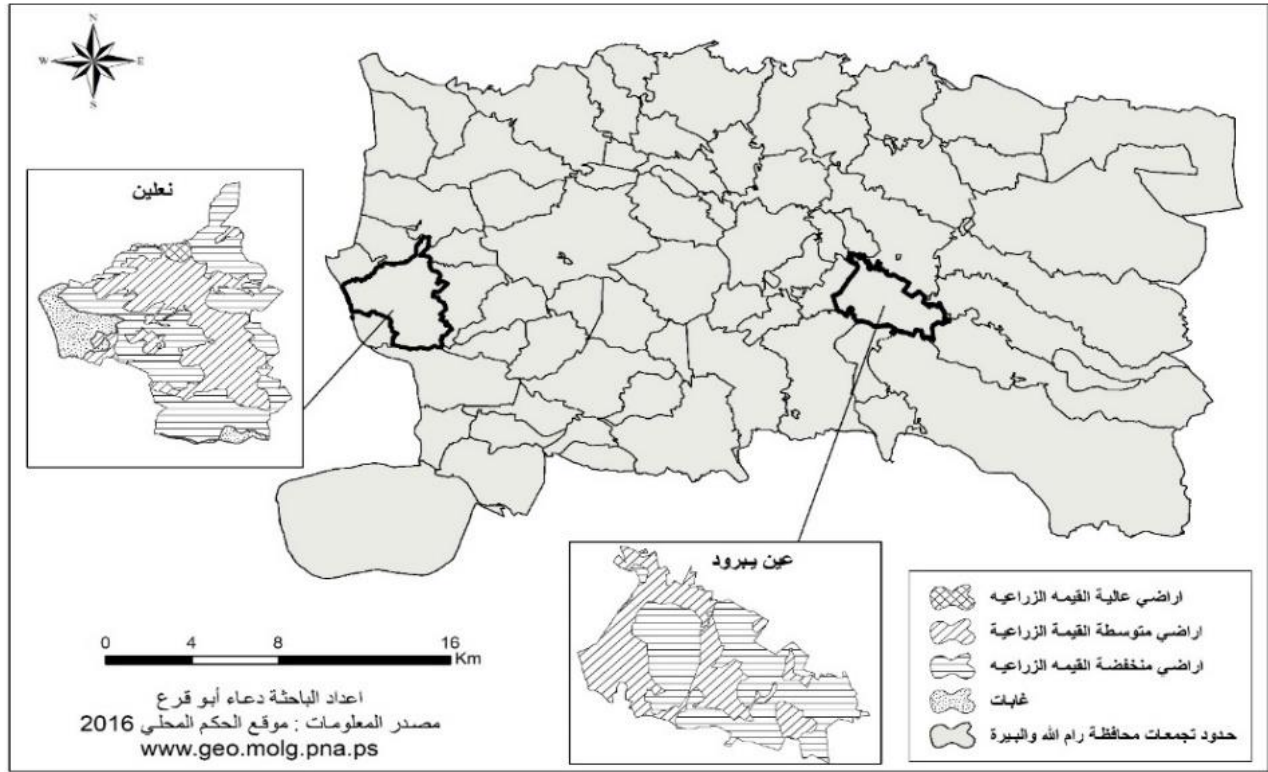 N
W
E
S
نعلين
عين يبرود
0 4 8 16
Km
اعداد الباحثة دعاء أبو قرع
مصدر المعلومات : موقع الحكم المحلي 2016
www.geo.molg.pna.ps
اراضي عالية القيمه الزراعيه
اراضي متوسطة القيمة الزراعية
اراضي منخفضة القيمه الزراعيه
غابات
حدود تجمعات محافظة رام الله والبيرة